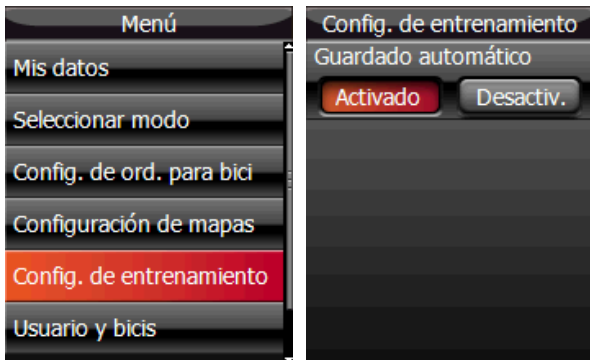 Menú
Mis datos
Seleccionar modo
Config. de ord. para bici
Configuración de mapas
Config. de entrenamiento
Usuario y bicis
Config. de entrenamiento
Guardado automático
Activado
Desactiv.